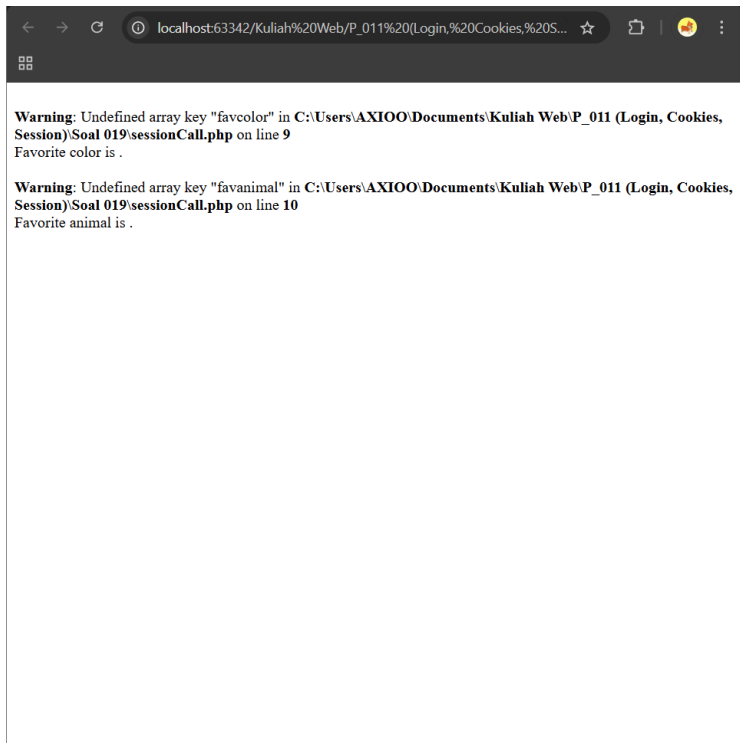 localhost:63342/Kuliah%20Web/P_011%20(Login,%20Cookies,%20S...
Warning: Undefined array key "favcolor" in C:\Users\AXIOO\Documents\Kuliah Web\P_011 (Login, Cookies,
Session)\Soal 019\sessionCall.php on line 9
Favorite color is .
Warning: Undefined array key "favanimal" in C:\Users\AXIOO\Documents\Kuliah Web\P_011 (Login, Cookies,
Session)\Soal 019\sessionCall.php on line 10
Favorite animal is .